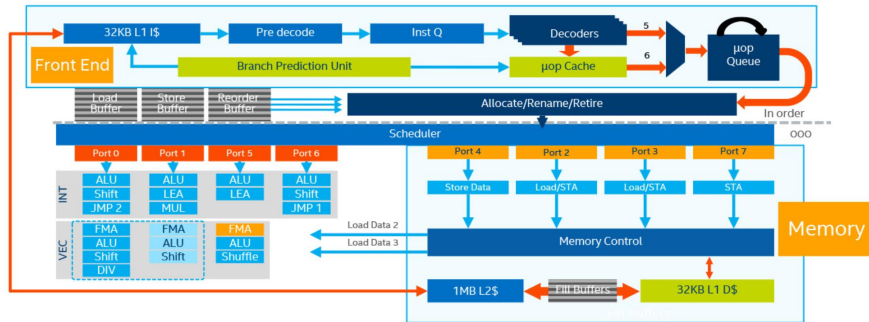 32KB L1 I$
Pre decode
Inst Q
Decoders
5
Front End
Branch Prediction Unit
μop Cache
6
μop
Queue
Load
Buffer
Store
Buffer
Reorder
Buffer
Allocate/Rename/Retire
In order
Scheduler
OOO
Port 0
Port 1
Port 5
Port 6
Port 4
Port 2
Port 3
Port 7
INT
ALU
Shift
JMP 2
ALU
LEA
MUL
ALU
LEA
ALU
Shift
JMP 1
Store Data
Load/STA
Load/STA
STA
VEC
FMA
ALU
Shift
DIV
FMA
ALU
Shift
FMA
ALU
Shuffle
Load Data 2
Load Data 3
Memory Control
Memory
1MB L2$
Fill Buffers
32KB L1 D$